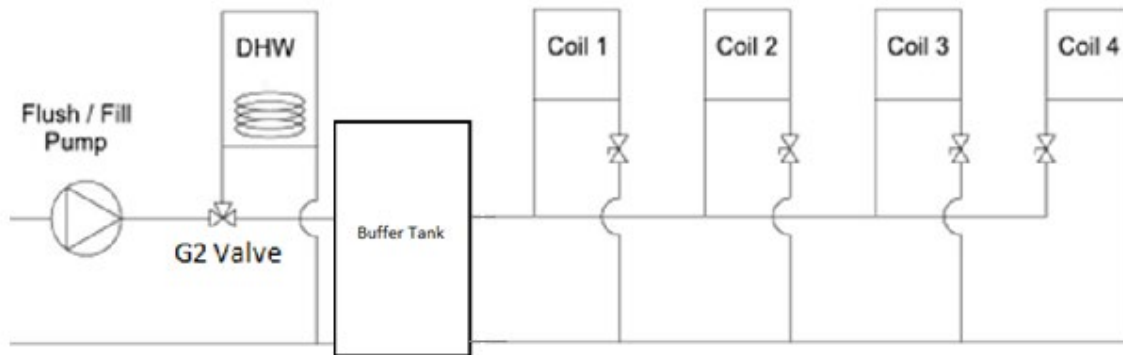 DHW
Coil 1
Coil 2
Coil 3
Coil 4
Flush / Fill
Pump
G2 Valve
Buffer Tank